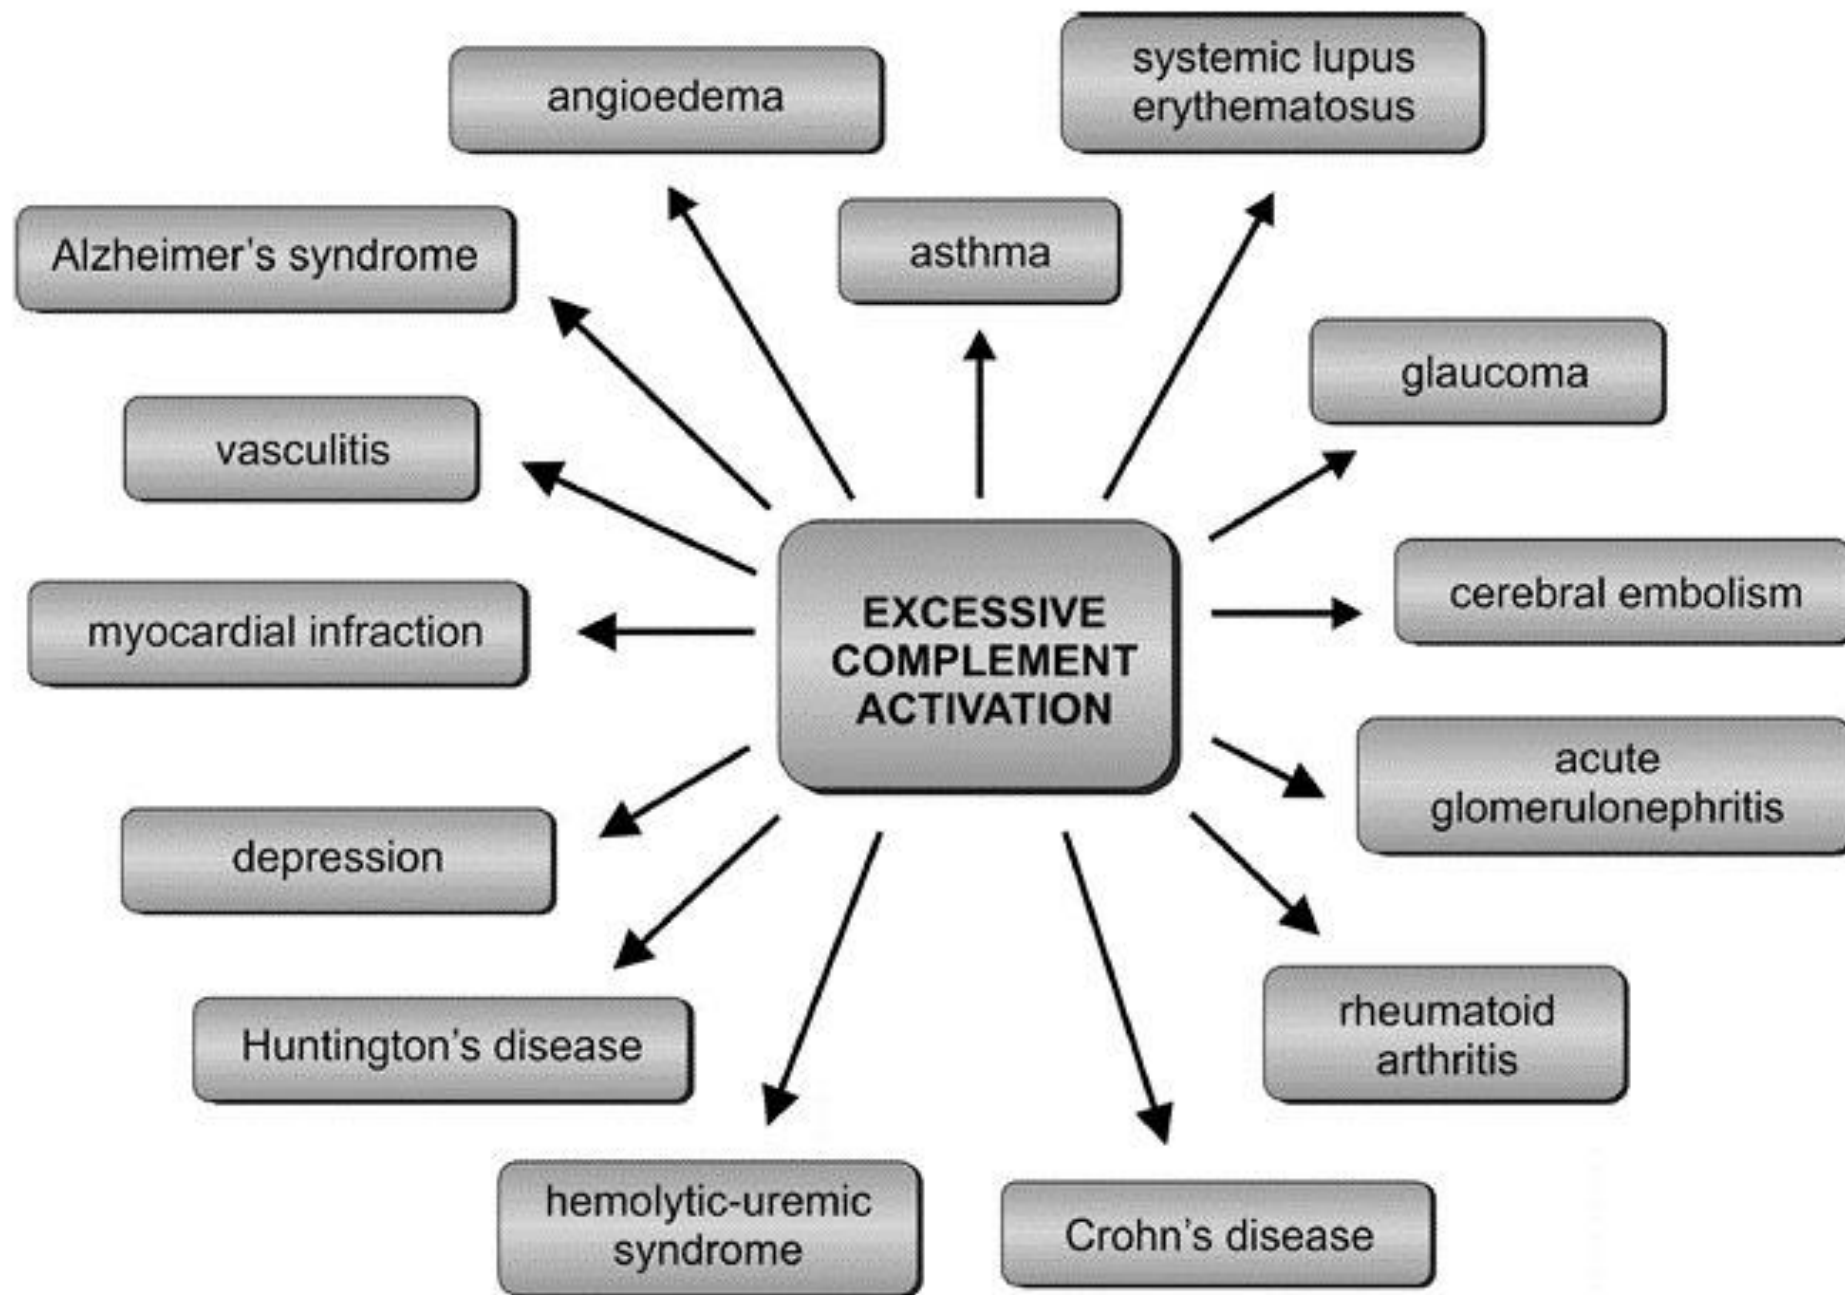 angioedema
systemic lupus
erythematosus
Alzheimer's syndrome
asthma
glaucoma
vasculitis
cerebral embolism
myocardial infraction
EXCESSIVE
COMPLEMENT
ACTIVATION
acute
glomerulonephritis
depression
rheumatoid
arthritis
Huntington's disease
hemolytic-uremic
syndrome
Crohn's disease